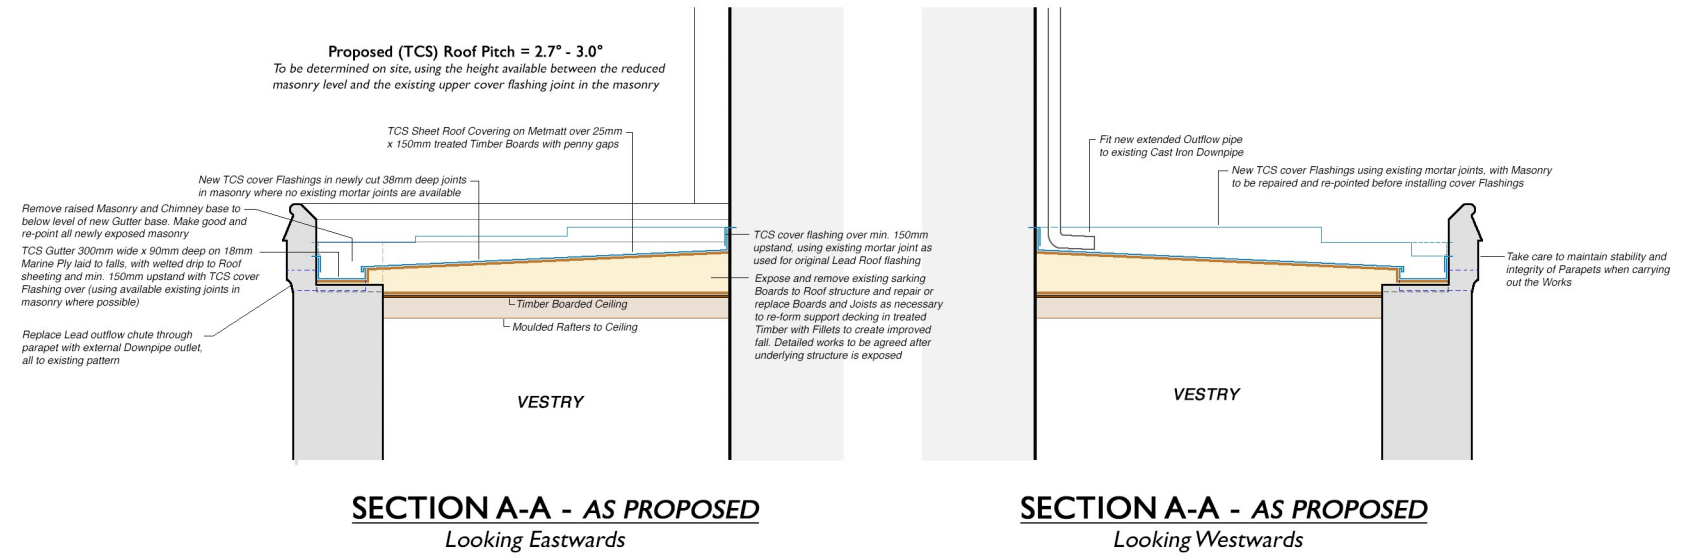 Proposed (TCS) Roof Pitch = 2.7° - 3.0°
To be determined on site, using the height available between the reduced
masonry level and the existing upper cover flashing joint in the masonry
TCS Sheet Roof Covering on Metmatt over 25mm
x 150mm treated Timber Boards with penny gaps
New TCS cover Flashings in newly cut 38mm deep joints
in masonry where no existing mortar joints are available
Remove raised Masonry and Chimney base to
below level of new Gutter base. Make good and
re-point all newly exposed masonry
TCS Gutter 300mm wide x 90mm deep on 18mm
Marine Ply laid to falls, with welted drip to Roof
sheeting and min. 150mm upstand with TCS cover
Flashing over (using available existing joints in
masonry where possible)
Replace Lead outflow chute through
parapet with external Downpipe outlet,
all to existing pattern
Timber Boarded Ceiling
Moulded Rafters to Ceiling
VESTRY
TCS cover flashing over min. 150mm
upstand, using existing mortar joint as
used for original Lead Roof flashing
Expose and remove existing sarking
Boards to Roof structure and repair or
replace Boards and Joists as necessary
to re-form support decking in treated
Timber with Fillets to create improved
fall. Detailed works to be agreed after
underlying structure is exposed
SECTION A-A - AS PROPOSED
Looking Eastwards
Fit new extended Outflow pipe
to existing Cast Iron Downpipe
New TCS cover Flashings using existing mortar joints, with Masonry
to be repaired and re-pointed before installing cover Flashings
Take care to maintain stability and
integrity of Parapets when carrying
out the Works
VESTRY
SECTION A-A - AS PROPOSED
Looking Westwards